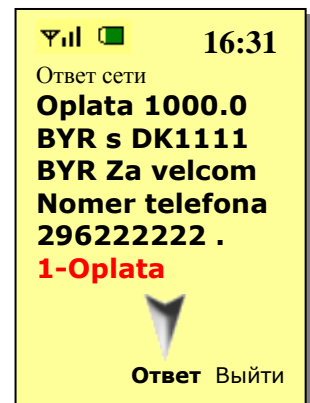 16:31
Ответ сети
Oplata 1000.0
BYR s DK1111
BYR Za velcom
Nomer telefona
296222222 .
1-Oplata
Ответ Выйти